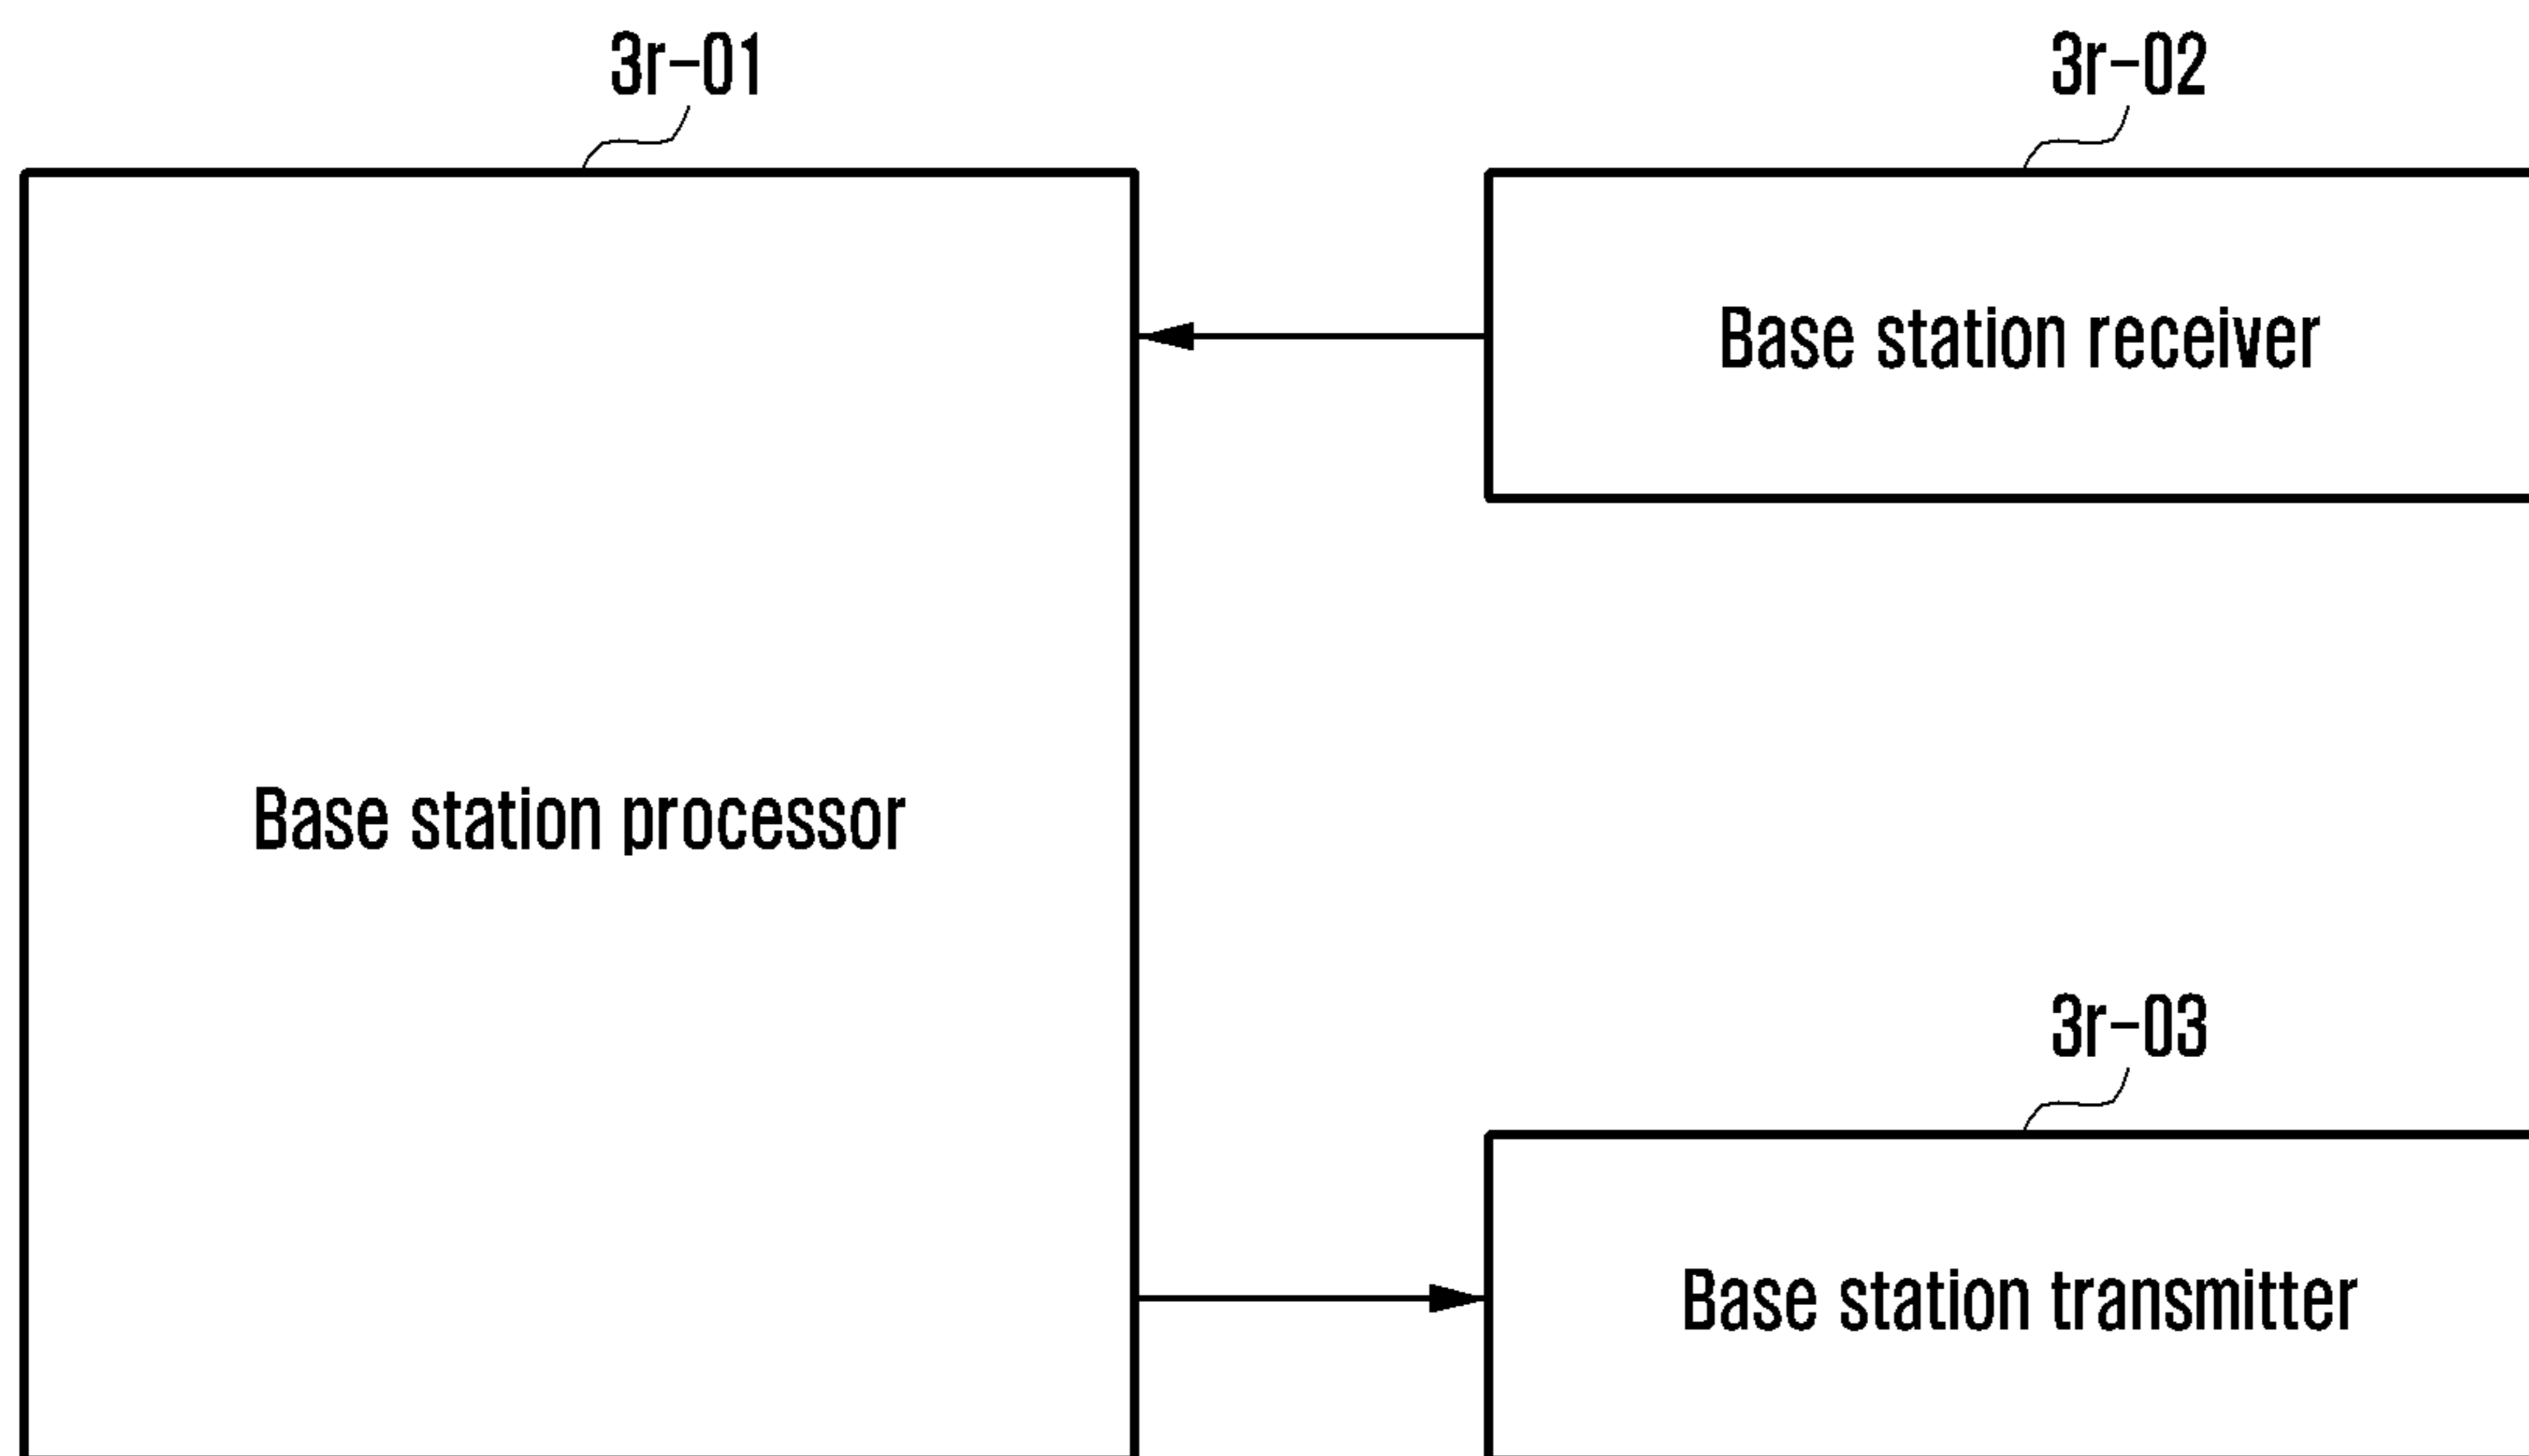 3r-01
3r-02
Base station receiver
Base station processor
3r-03
Base station transmitter